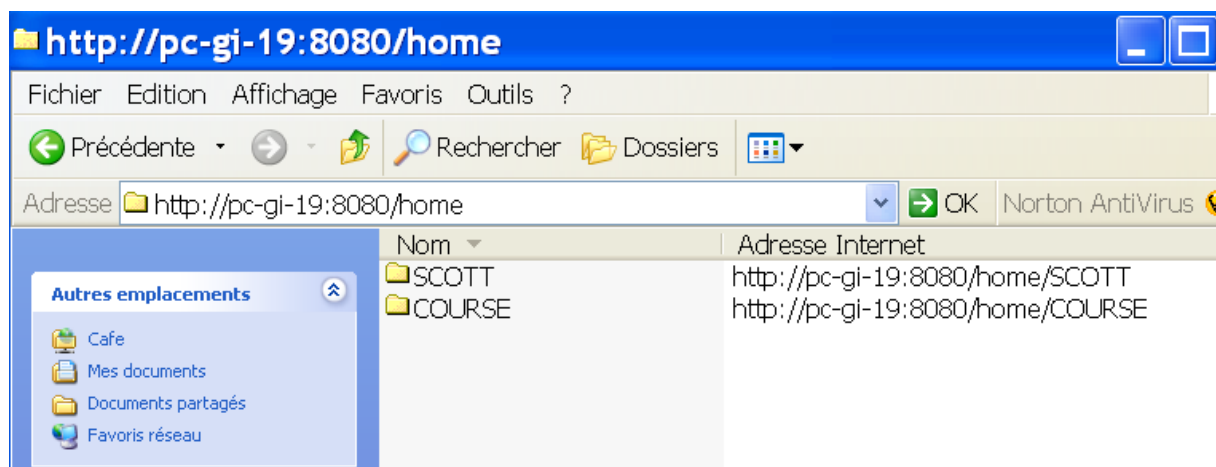 http://pc-gi-19:8080/home
Fichier Edition Affichage Favoris Outils ?
Précédente Rechercher Dossiers
Adresse http://pc-gi-19:8080/home OK Norton AntiVirus
Nom Adresse Internet
SCOTT http://pc-gi-19:8080/home/SCOTT
COURSE http://pc-gi-19:8080/home/COURSE
Autres emplacements
Cafe
Mes documents
Documents partagés
Favoris réseau